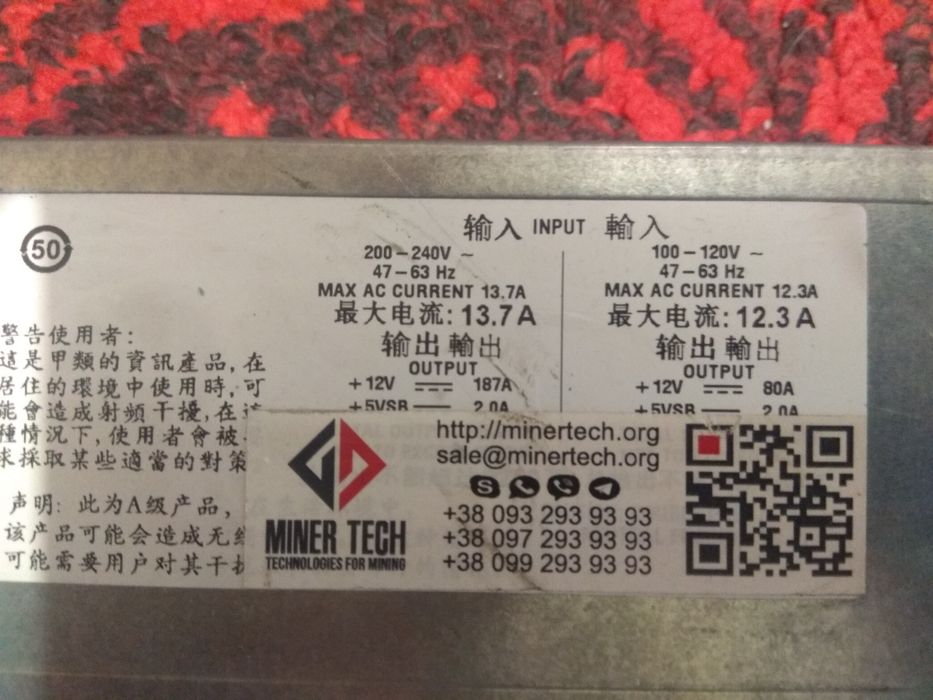 50
输入 INPUT 輸入
200-240V ~
47-63 Hz
MAX AC CURRENT 13.7A
最大电流: 13.7A
输出 輸出
OUTPUT
+12V 187A
+5VSB 2.0A
100-120V ~
47-63 Hz
MAX AC CURRENT 12.3A
最大电流: 12.3A
输出 輸出
OUTPUT
+12V 80A
+5VSB 2.0A
警告使用者:
這是甲類的資訊產品, 在
居住的環境中使用時, 可
能會造成射頻干擾, 在這
種情況下, 使用者會被
求採取某些適當的對策
声明: 此为A级产品,
该产品可能会造成无线
可能需要用户对其干扰
MINER TECH
TECHNOLOGIES FOR MINING
http://minertech.org
sale@minertech.org
+38 093 293 93 93
+38 097 293 93 93
+38 099 293 93 93